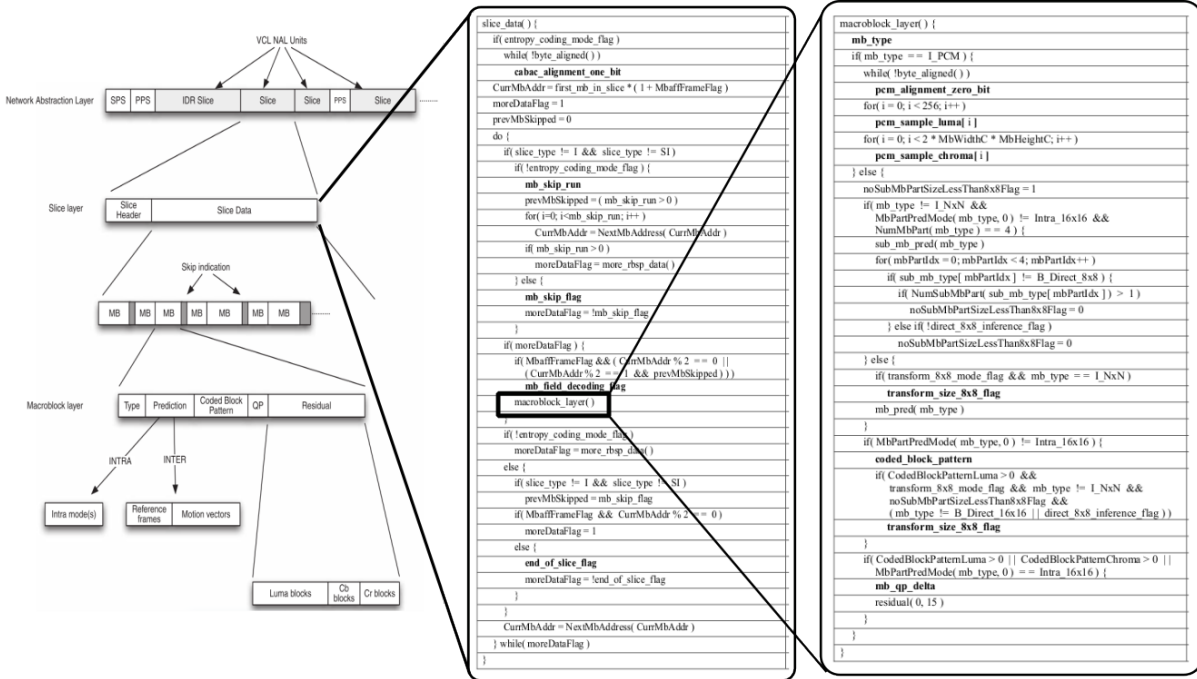 VCL NAL Units
Network Abstraction Layer
SPS
PPS
IDR Slice
Slice
Slice
PPS
Slice
Slice layer
Slice Header
Slice Data
Skip indication
MB
MB
MB
MB
MB
MB
MB
Macroblock layer
Type
Prediction
Coded Block Pattern
QP
Residual
INTRA
INTER
Intra mode(s)
Reference frames
Motion vectors
Luma blocks
Cb blocks
Cr blocks
slice_data( ) {
if( entropy_coding_mode_flag )
while( !byte_aligned( ) )
cabac_alignment_one_bit
CurrMbAddr = first_mb_in_slice * ( 1 + MbaffFrameFlag )
moreDataFlag = 1
prevMbSkipped = 0
do {
if( slice_type != I && slice_type != SI )
if( !entropy_coding_mode_flag ) {
mb_skip_run
prevMbSkipped = ( mb_skip_run > 0 )
for( i=0; i<mb_skip_run; i++ )
CurrMbAddr = NextMbAddress( CurrMbAddr )
if( mb_skip_run > 0 )
moreDataFlag = more_rbsp_data( )
} else {
mb_skip_flag
moreDataFlag = !mb_skip_flag
}
if( moreDataFlag ) {
if( MbaffFrameFlag && ( CurrMbAddr % 2 == 0 ||
( CurrMbAddr % 2 == 1 && prevMbSkipped ) ) )
mb_field_decoding_flag
macroblock_layer( )
}
if( !entropy_coding_mode_flag )
moreDataFlag = more_rbsp_data( )
else {
if( slice_type != I && slice_type != SI )
prevMbSkipped = mb_skip_flag
if( MbaffFrameFlag && CurrMbAddr % 2 == 0 )
moreDataFlag = 1
else {
end_of_slice_flag
moreDataFlag = !end_of_slice_flag
}
}
CurrMbAddr = NextMbAddress( CurrMbAddr )
} while( moreDataFlag )
}
macroblock_layer( ) {
mb_type
if( mb_type == I_PCM ) {
while( !byte_aligned( ) )
pcm_alignment_zero_bit
for( i = 0; i < 256; i++ )
pcm_sample_luma[ i ]
for( i = 0; i < 2 * MbWidthC * MbHeightC; i++ )
pcm_sample_chroma[ i ]
} else {
noSubMbPartSizeLessThan8x8Flag = 1
if( mb_type != I_NxN &&
MbPartPredMode( mb_type, 0 ) != Intra_16x16 &&
NumMbPart( mb_type ) == 4 ) {
sub_mb_pred( mb_type )
for( mbPartIdx = 0; mbPartIdx < 4; mbPartIdx++ )
if( sub_mb_type[ mbPartIdx ] != B_Direct_8x8 ) {
if( NumSubMbPart( sub_mb_type[ mbPartIdx ] ) > 1 )
noSubMbPartSizeLessThan8x8Flag = 0
} else if( !direct_8x8_inference_flag )
noSubMbPartSizeLessThan8x8Flag = 0
} else {
if( transform_8x8_mode_flag && mb_type == I_NxN )
transform_size_8x8_flag
mb_pred( mb_type )
}
if( MbPartPredMode( mb_type, 0 ) != Intra_16x16 ) {
coded_block_pattern
if( CodedBlockPatternLuma > 0 &&
transform_8x8_mode_flag && mb_type != I_NxN &&
noSubMbPartSizeLessThan8x8Flag &&
( mb_type != B_Direct_16x16 || direct_8x8_inference_flag ) )
transform_size_8x8_flag
}
if( CodedBlockPatternLuma > 0 || CodedBlockPatternChroma > 0 ||
MbPartPredMode( mb_type, 0 ) == Intra_16x16 ) {
mb_qp_delta
residual( 0, 15 )
}
}
}